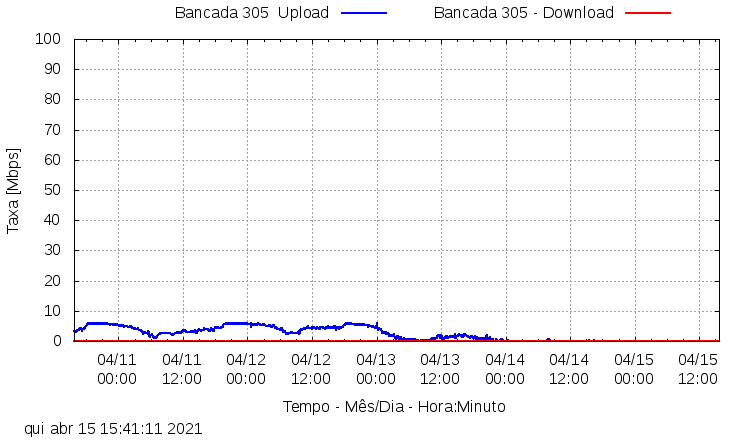 Bancada 305  Upload
Bancada 305 - Download
100
90
80
70
60
50
40
30
20
10
0
Taxa [Mbps]
04/11 04/11 04/12 04/12 04/13 04/13 04/14 04/14 04/15 04/15
00:00 12:00 00:00 12:00 00:00 12:00 00:00 12:00 00:00 12:00
Tempo - Mês/Dia - Hora:Minuto
qui abr 15 15:41:11 2021